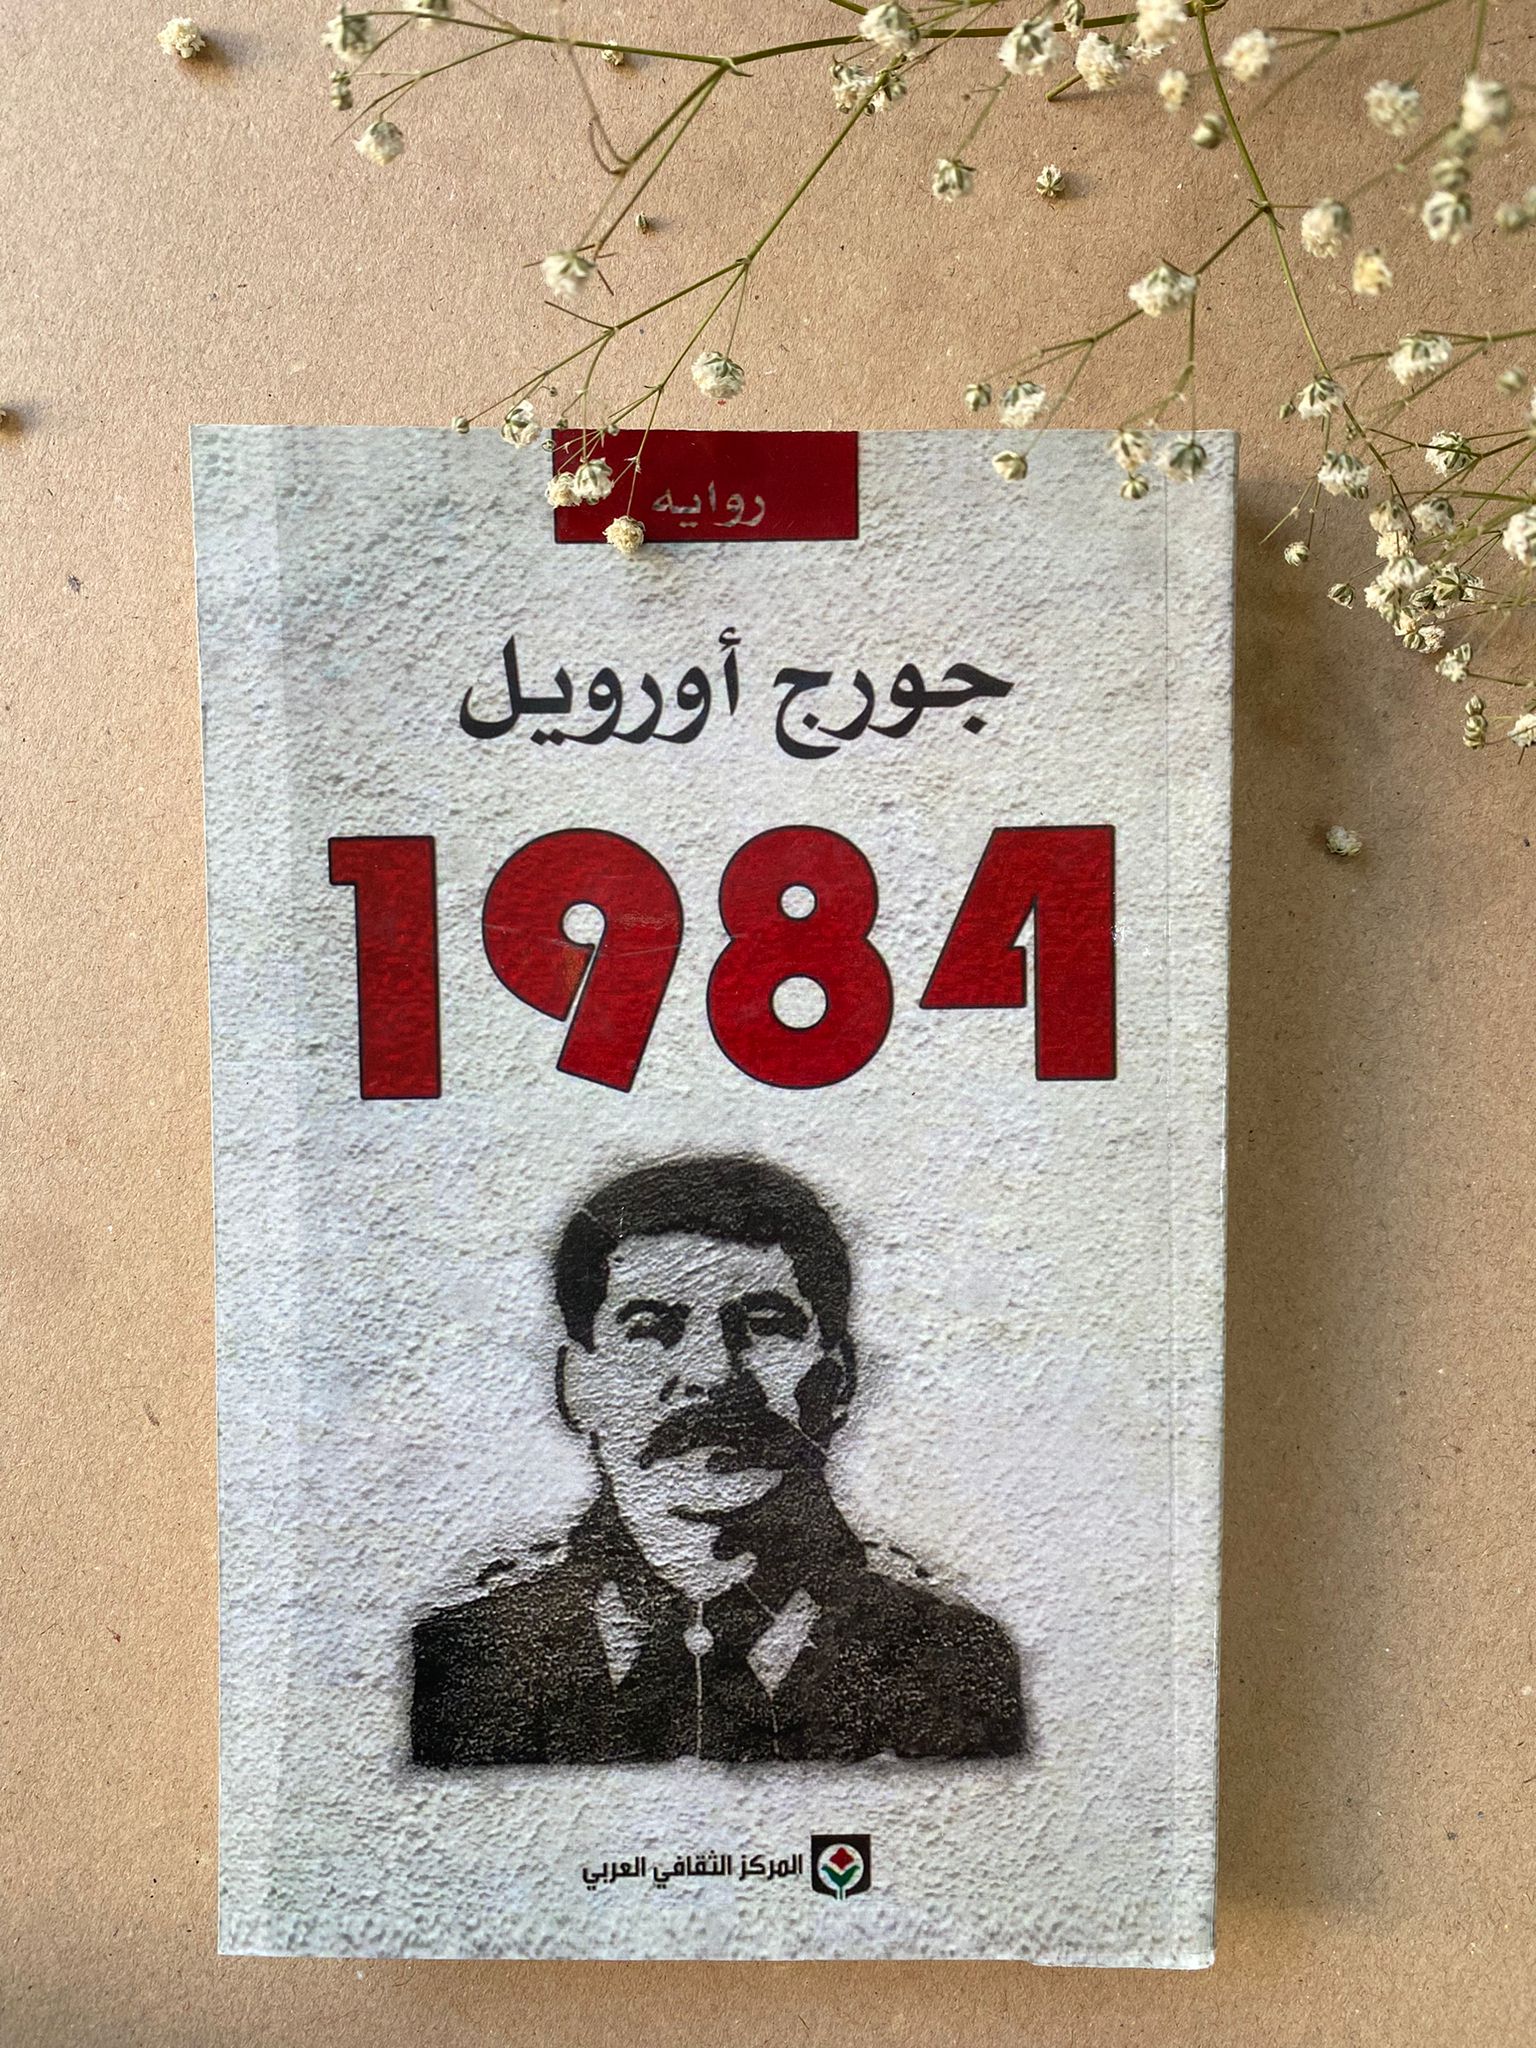 روايه
جورج أورويل
1984
المركز الثقافي العربي